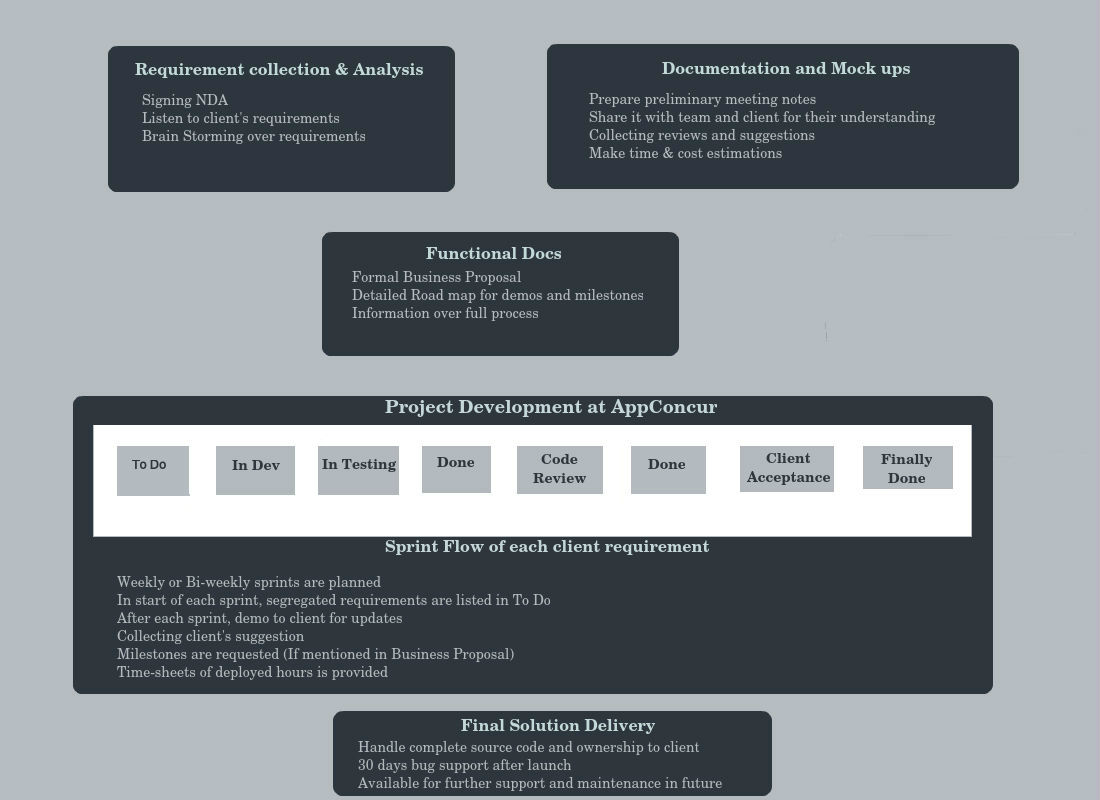 Requirement collection & Analysis
Signing NDA
Listen to client's requirements
Brain Storming over requirements
Documentation and Mock ups
Prepare preliminary meeting notes
Share it with team and client for their understanding
Collecting reviews and suggestions
Make time & cost estimations
Functional Docs
Formal Business Proposal
Detailed Road map for demos and milestones
Information over full process
Project Development at AppConcur
To Do
In Dev
In Testing
Done
Code
Review
Done
Client
Acceptance
Finally
Done
Sprint Flow of each client requirement
Weekly or Bi-weekly sprints are planned
In start of each sprint, segregated requirements are listed in To Do
After each sprint, demo to client for updates
Collecting client's suggestion
Milestones are requested (If mentioned in Business Proposal)
Time-sheets of deployed hours is provided
Final Solution Delivery
Handle complete source code and ownership to client
30 days bug support after launch
Available for further support and maintenance in future